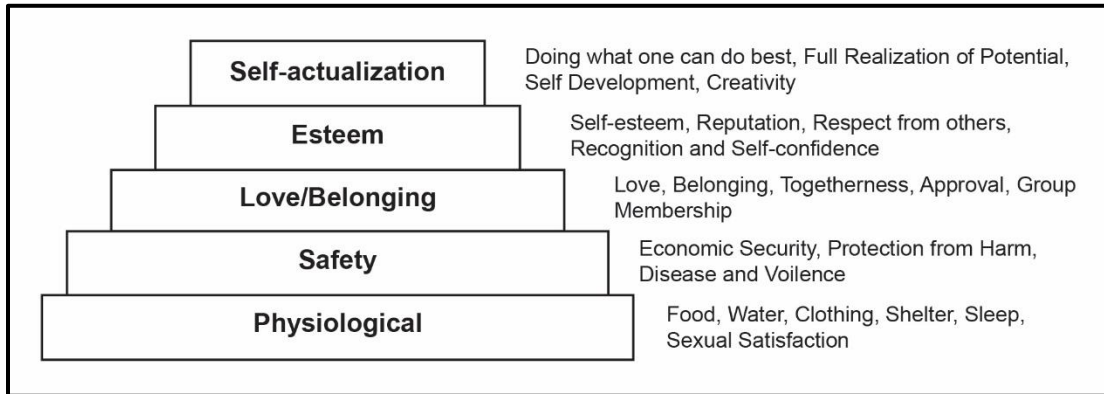 Self-actualization
Doing what one can do best, Full Realization of Potential,
Self Development, Creativity
Esteem
Self-esteem, Reputation, Respect from others,
Recognition and Self-confidence
Love/Belonging
Love, Belonging, Togetherness, Approval, Group
Membership
Safety
Economic Security, Protection from Harm,
Disease and Voilence
Physiological
Food, Water, Clothing, Shelter, Sleep,
Sexual Satisfaction